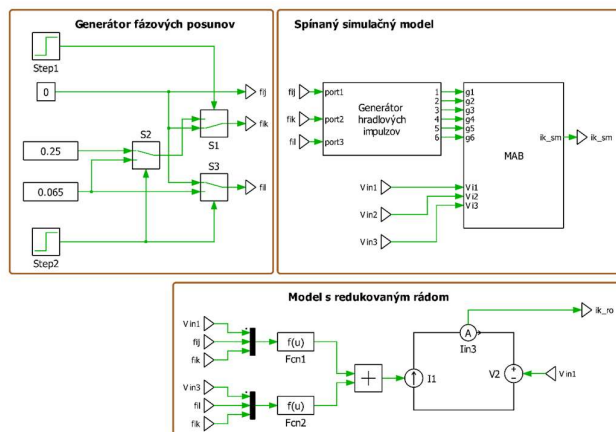 Generátor fázových posunov
Step1
0
fij
fik
S1
S2
0.25
0.065
S3
fil
Step2
Spínaný simulačný model
fij
port1
fik
port2
fil
port3
Generátor
hradlových
impulzov
1
2
3
4
5
6
g1
g2
g3
g4
g5
g6
MAB
ik_sm
ik_sm
Vin1
Vin2
Vin3
Vi1
Vi2
Vi3
Model s redukovaným rádom
Vin1
fij
fik
f(u)
Fcn1
Vin3
fil
fik
f(u)
Fcn2
I1
A
Iin3
V2
Vin1
ik_ro